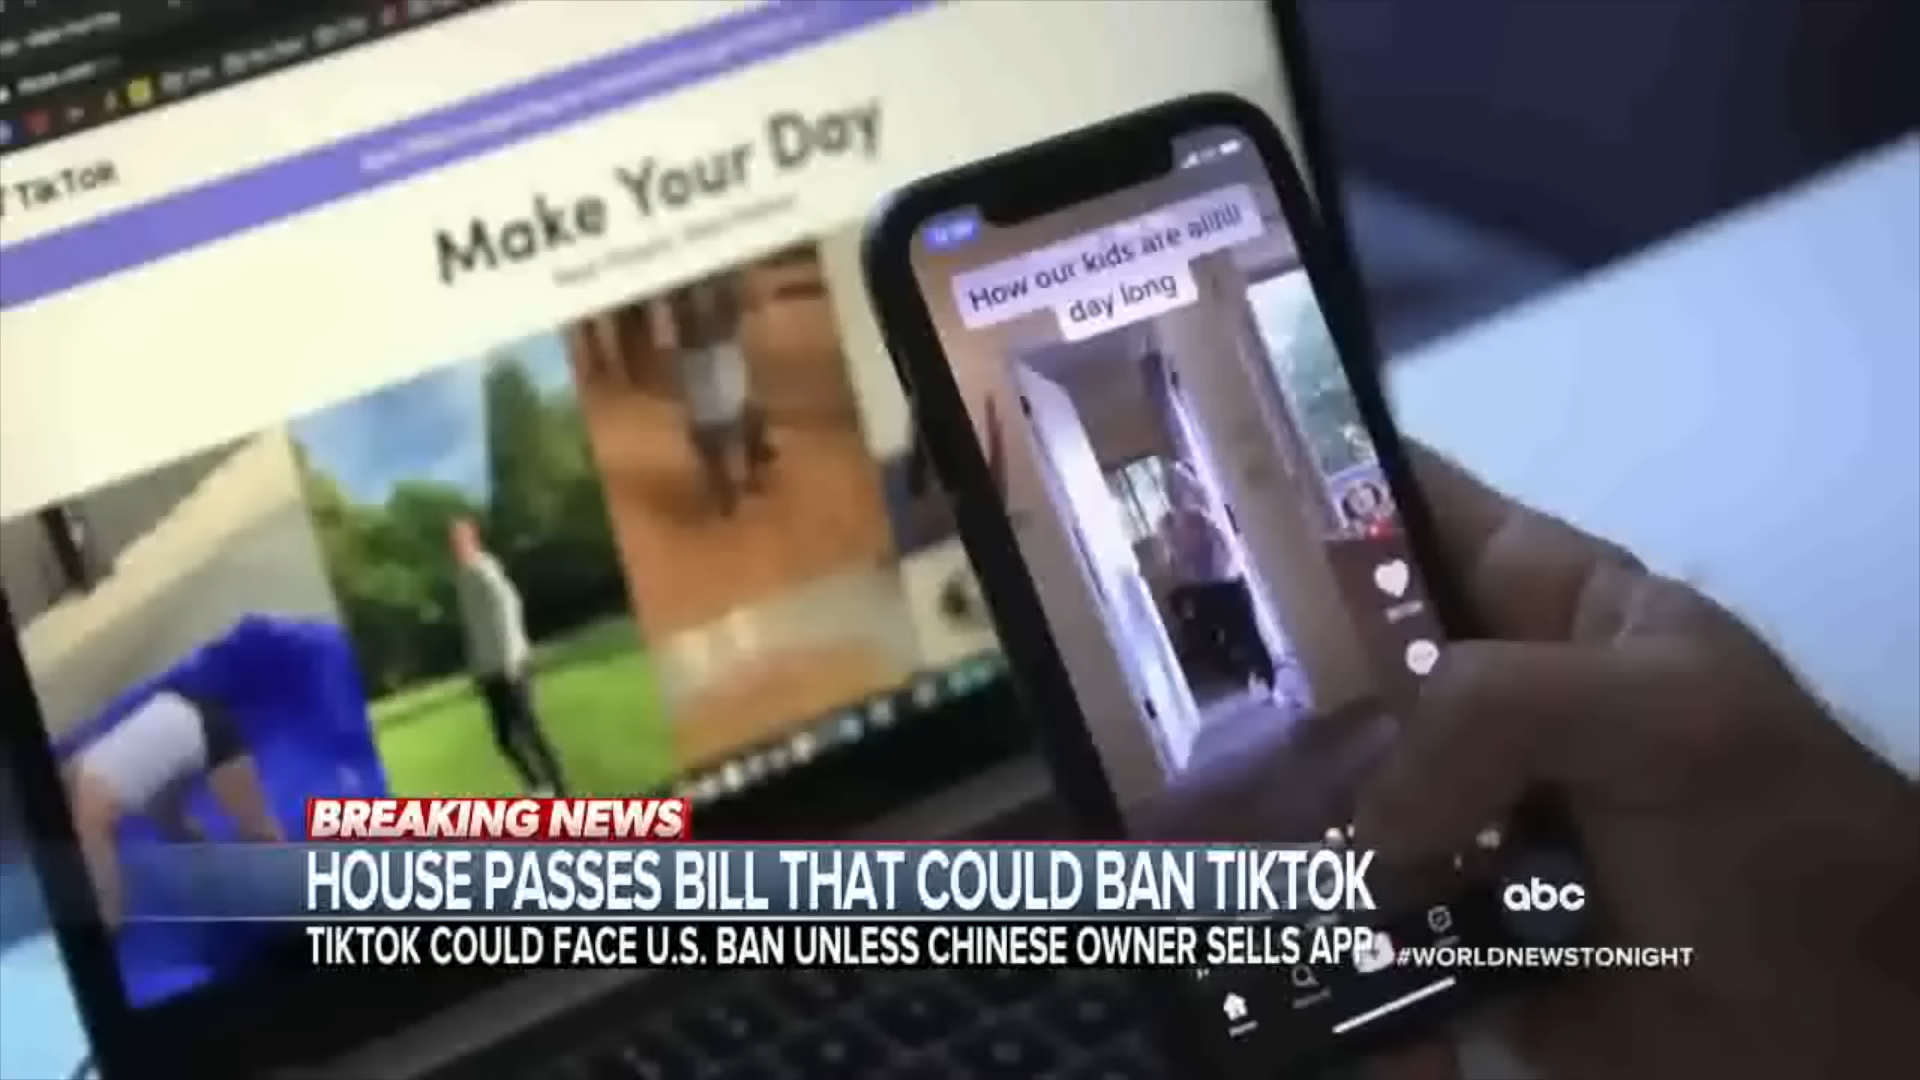 TikTok
Make Your Day
How our kids are alllll
day long
BREAKING NEWS
HOUSE PASSES BILL THAT COULD BAN TIKTOK
abc
TIKTOK COULD FACE U.S. BAN UNLESS CHINESE OWNER SELLS APP
#WORLDNEWSTONIGHT